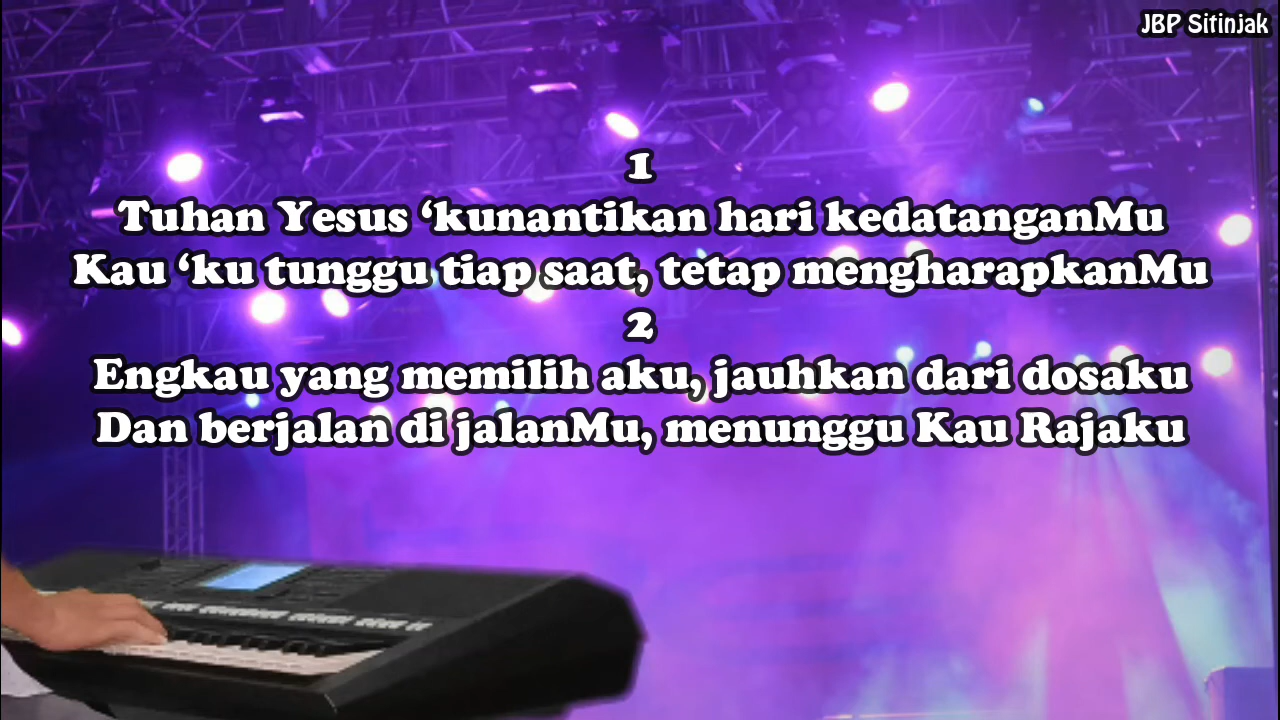 JBP Sitinjak
1
Tuhan Yesus ‘kunantikan hari kedatanganMu
Kau ‘ku tunggu tiap saat, tetap mengharapkanMu
2
Engkau yang memilih aku, jauhkan dari dosaku
Dan berjalan di jalanMu, menunggu Kau Rajaku